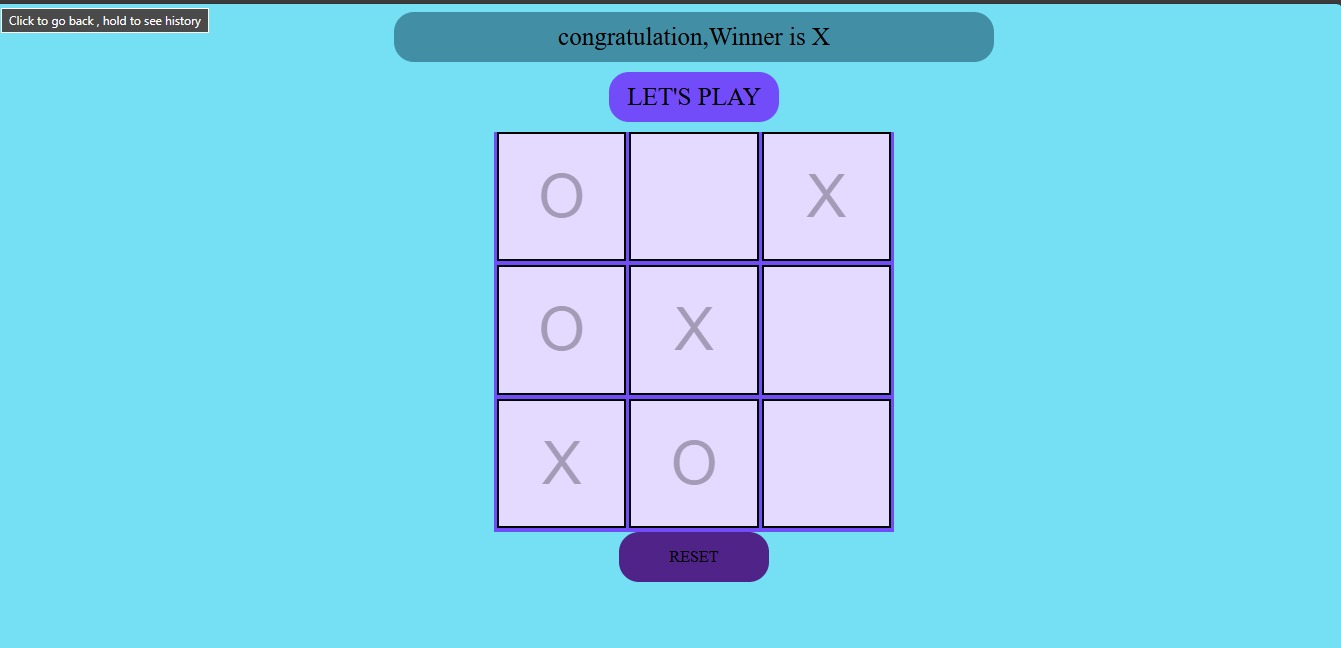 Click to go back , hold to see history
congratulation,Winner is X
LET'S PLAY
O X
O X
X O
RESET